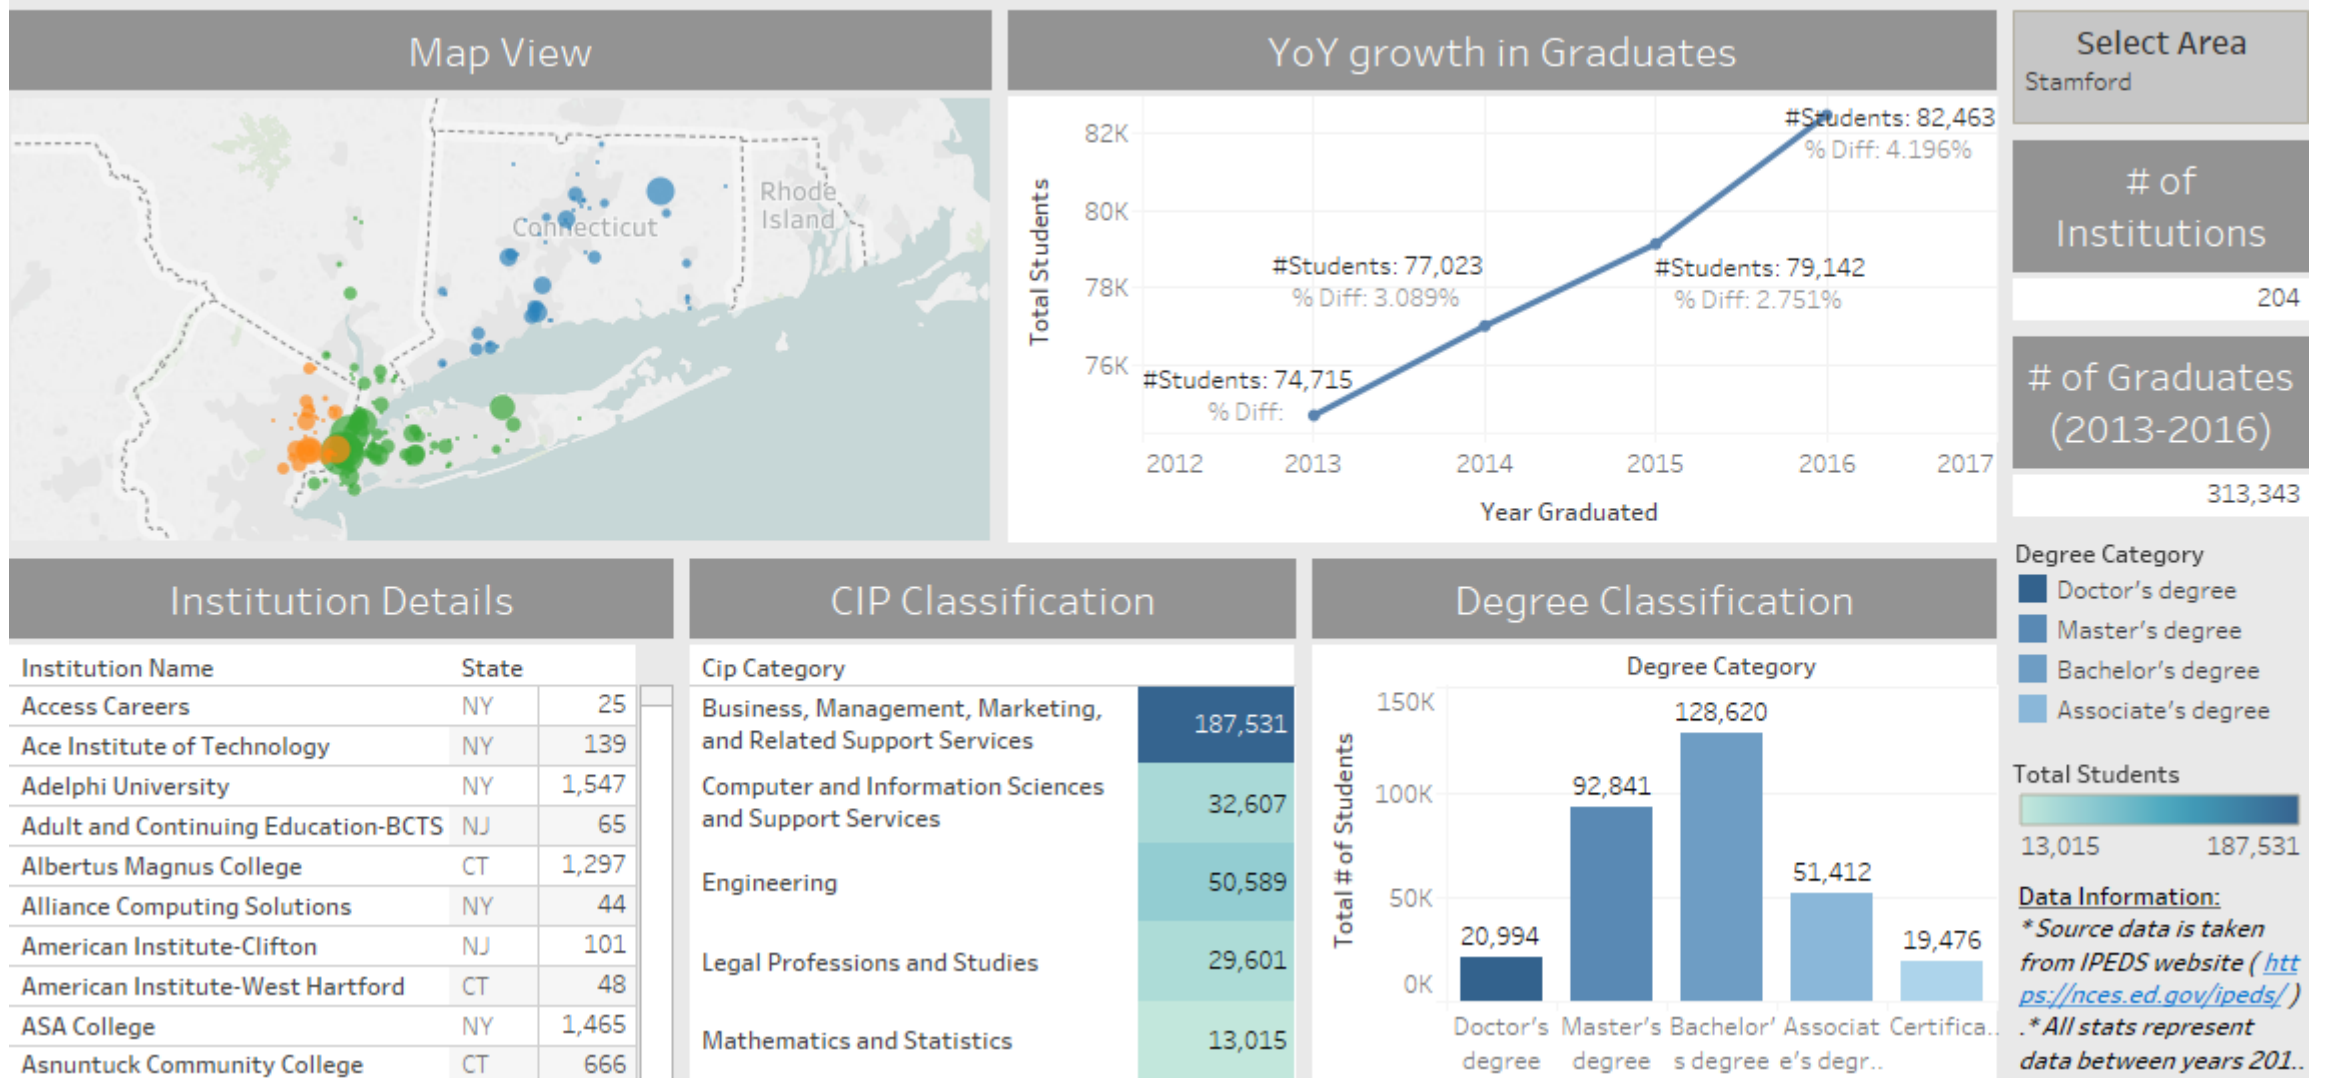 Map View
Connecticut
Rhode
Island
YoY growth in Graduates
Total Students
82K
80K
78K
76K
#Students: 74,715
% Diff:
#Students: 77,023
% Diff: 3.089%
#Students: 79,142
% Diff: 2.751%
#Students: 82,463
% Diff: 4.196%
2012 2013 2014 2015 2016 2017
Year Graduated
Select Area
Stamford
# of
Institutions
204
# of Graduates
(2013-2016)
313,343
Institution Details
Institution Name State
Access Careers NY 25
Ace Institute of Technology NY 139
Adelphi University NY 1,547
Adult and Continuing Education-BCTS NJ 65
Albertus Magnus College CT 1,297
Alliance Computing Solutions NY 44
American Institute-Clifton NJ 101
American Institute-West Hartford CT 48
ASA College NY 1,465
Asnuntuck Community College CT 666
CIP Classification
Cip Category
Business, Management, Marketing,
and Related Support Services
187,531
Computer and Information Sciences
and Support Services
32,607
Engineering 50,589
Legal Professions and Studies 29,601
Mathematics and Statistics 13,015
Degree Classification
Degree Category
Total # of Students
150K
100K
50K
0K
20,994
92,841
128,620
51,412
19,476
Doctor's Master's Bachelor' Associat Certifica..
degree degree s degree e's degr..
Degree Category
Doctor's degree
Master's degree
Bachelor's degree
Associate's degree
Total Students
13,015 187,531
Data Information:
* Source data is taken
from IPEDS website ( htt
ps://nces.ed.gov/ipeds/ )
.* All stats represent
data between years 201..